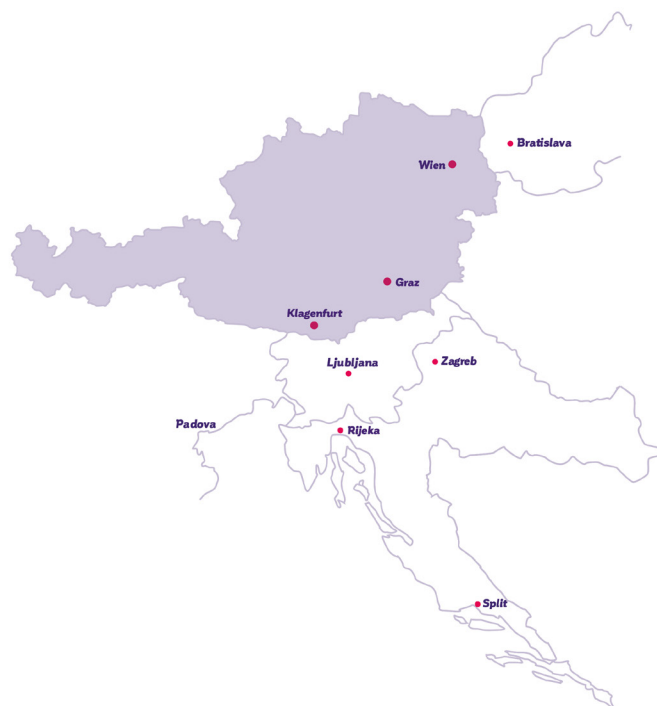 Bratislava
Wien
Graz
Klagenfurt
Ljubljana
Zagreb
Padova
Rijeka
Split